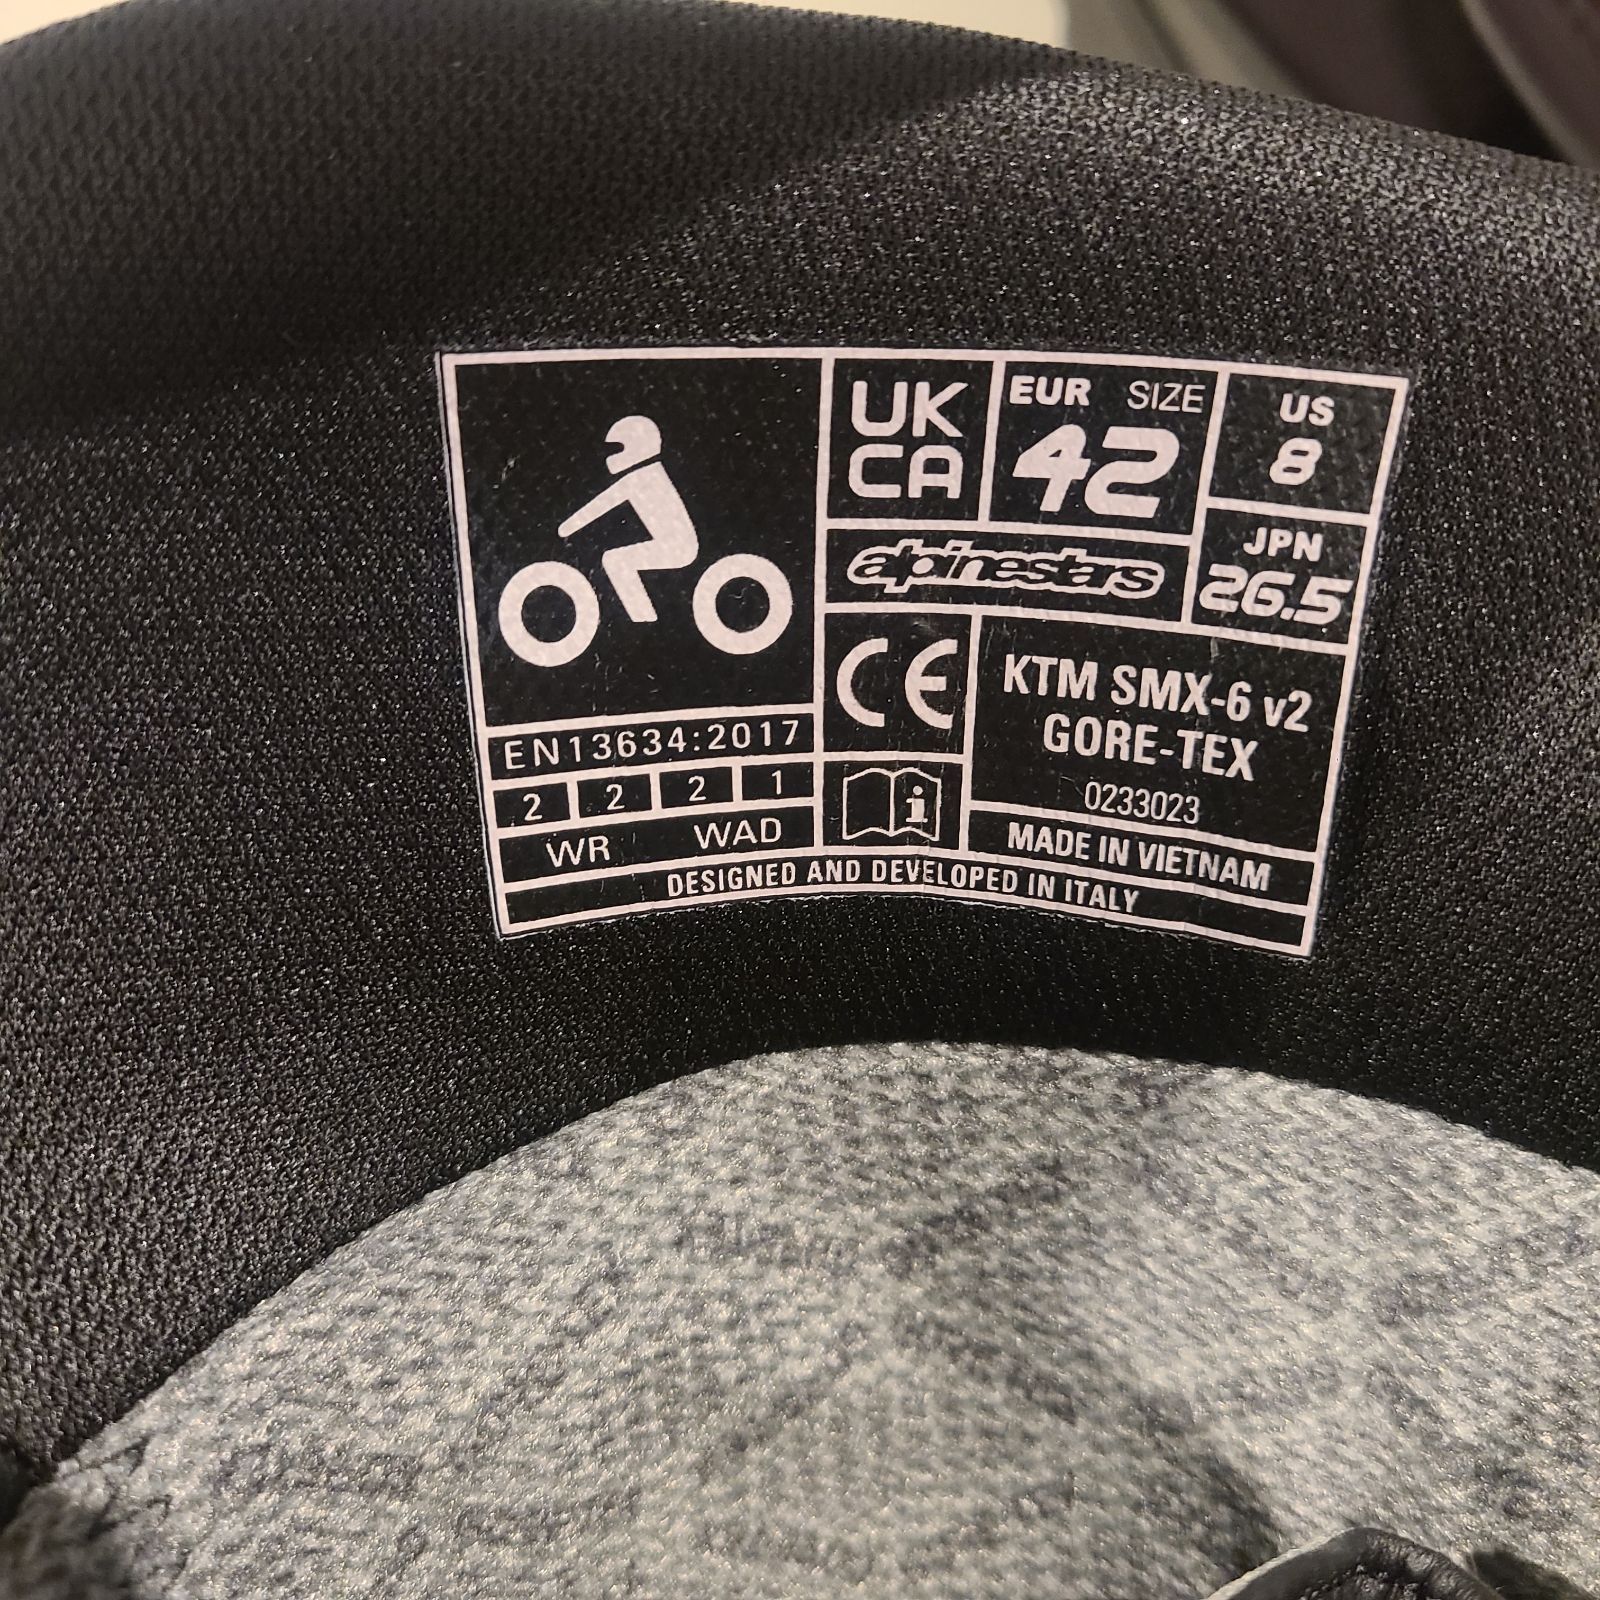 UK
CA
EUR SIZE
42
US
8
JPN
26.5
alpinestars
CE
KTM SMX-6 v2
GORE-TEX
0233023
EN13634:2017
2 2 2 1
WR WAD
i
MADE IN VIETNAM
DESIGNED AND DEVELOPED IN ITALY